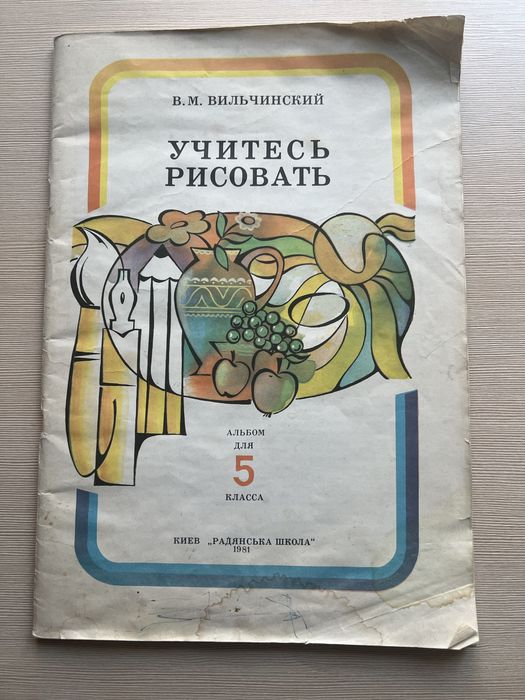 В. М. ВИЛЬЧИНСКИЙ
УЧИТЕСЬ
РИСОВАТЬ
АЛЬБОМ
ДЛЯ
5
КЛАССА
КИЕВ „РАДЯНСЬКА ШКОЛА"
1981